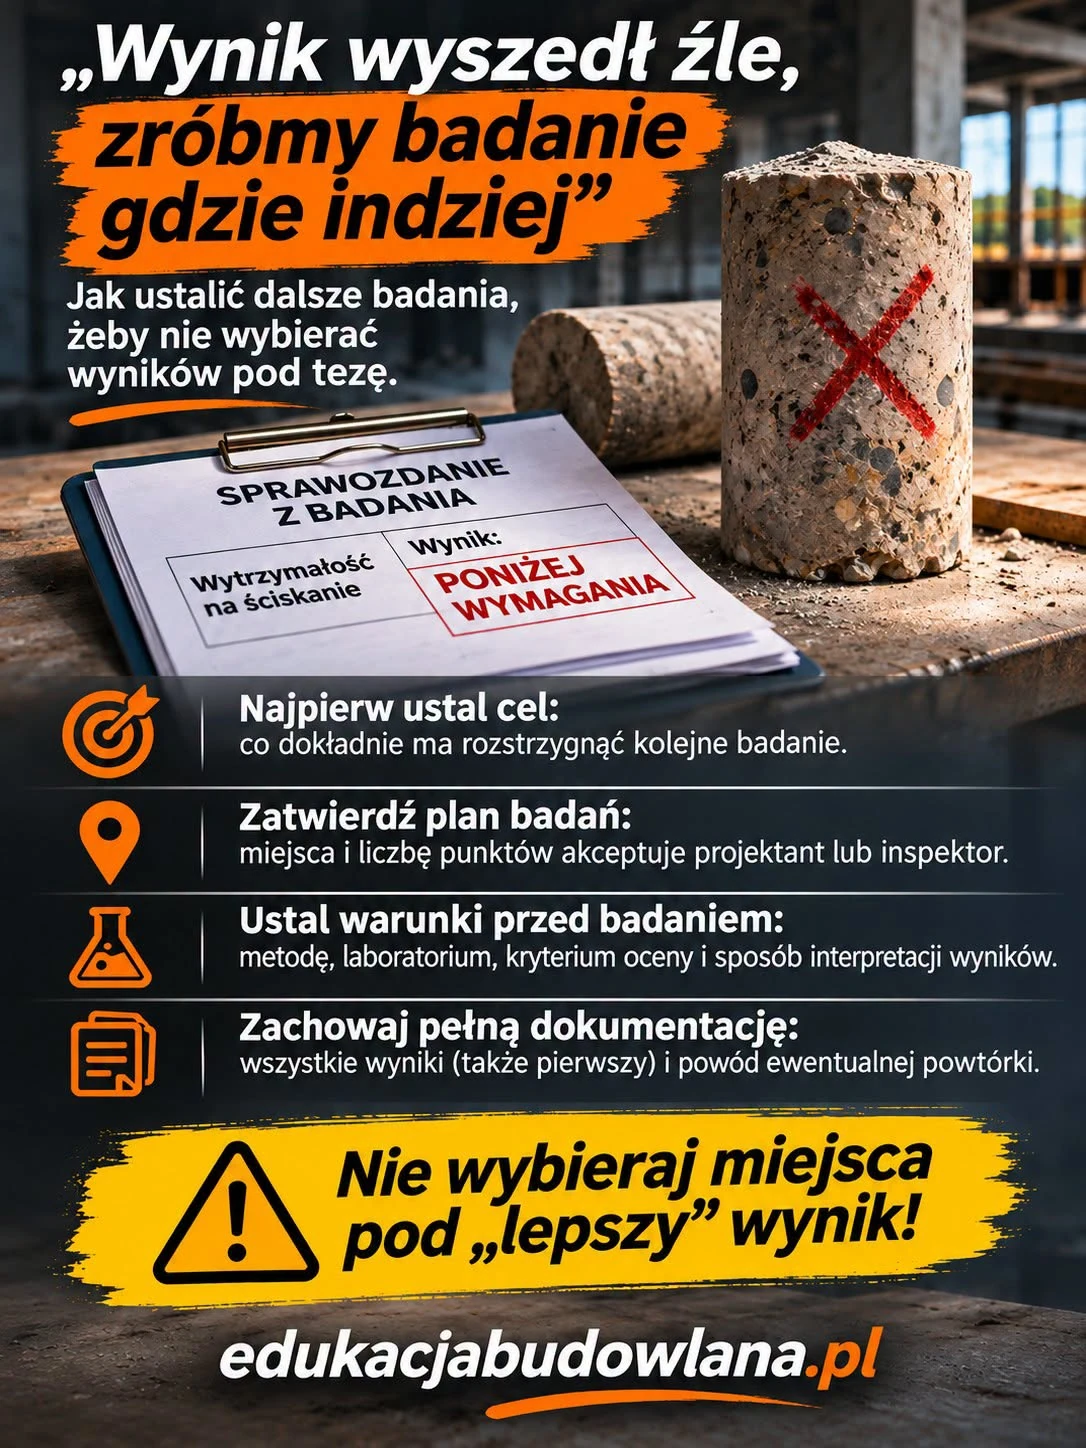 „Wynik wyszedł źle,
zróbmy badanie
gdzie indziej”
Jak ustalić dalsze badania,
żeby nie wybierać
wyników pod tezę.
SPRAWOZDANIE
Z BADANIA
Wytrzymałość
na ściskanie
Wynik:
PONIŻEJ
WYMAGANIA
Najpierw ustal cel:
co dokładnie ma rozstrzygnąć kolejne badanie.
Zatwierdź plan badań:
miejsca i liczbę punktów akceptuje projektant lub inspektor.
Ustal warunki przed badaniem:
metodę, laboratorium, kryterium oceny i sposób interpretacji wyników.
Zachowaj pełną dokumentację:
wszystkie wyniki (także pierwszy) i powód ewentualnej powtórki.
Nie wybieraj miejsca
pod „lepszy” wynik!
edukacjabudowlana.pl